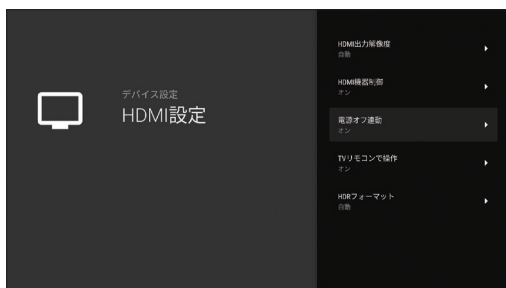 デバイス設定
HDMI設定
HDMI出力解像度
自動
HDMI機器制御
オン
電源オフ連動
オン
TVリモコンで操作
オン
HDRフォーマット
自動